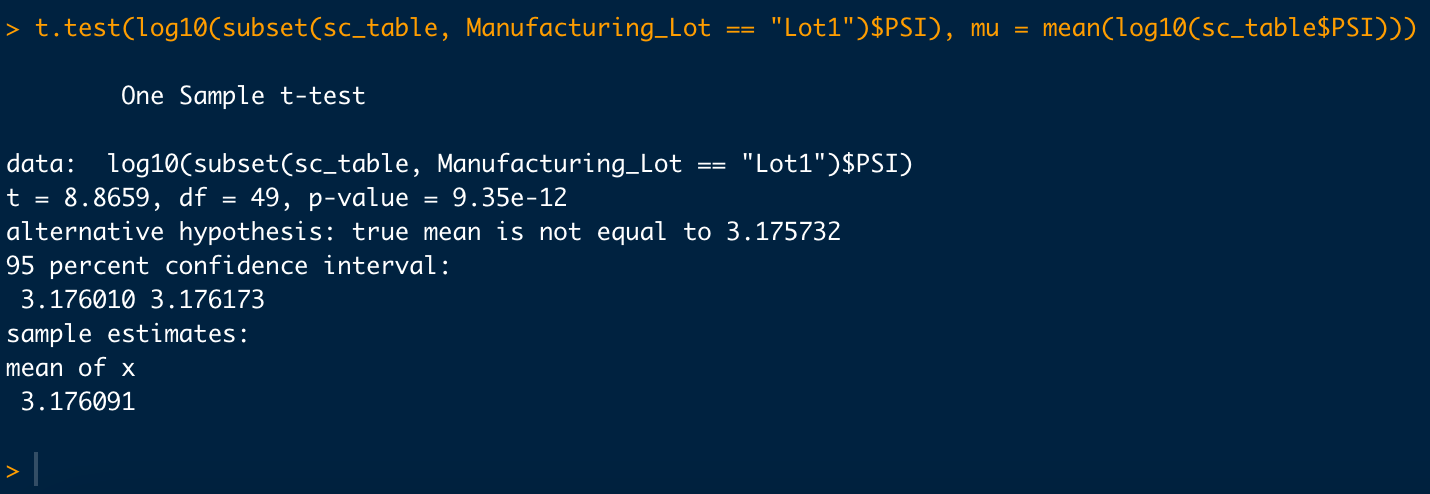 > t.test(log10(subset(sc_table, Manufacturing_Lot == "Lot1")$PSI), mu = mean(log10(sc_table$PSI)))
One Sample t-test
data:  log10(subset(sc_table, Manufacturing_Lot == "Lot1")$PSI)
t = 8.8659, df = 49, p-value = 9.35e-12
alternative hypothesis: true mean is not equal to 3.175732
95 percent confidence interval:
 3.176010 3.176173
sample estimates:
mean of x
 3.176091
>